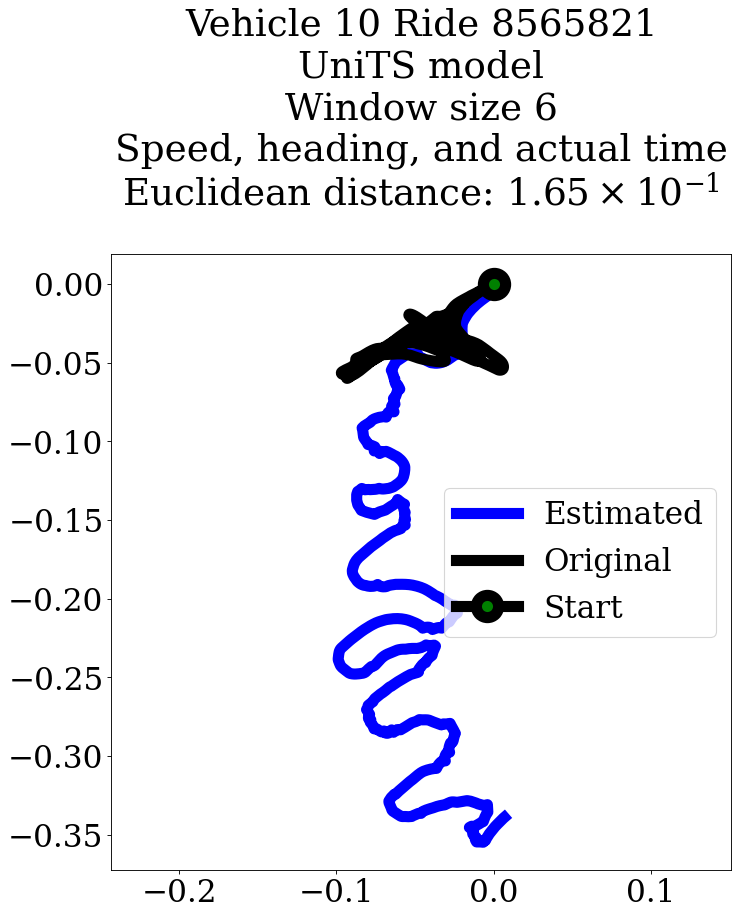 Vehicle 10 Ride 8565821
UniTS model
Window size 6
Speed, heading, and actual time
Euclidean distance: 1.65 × 10⁻¹
0.00
−0.05
−0.10
−0.15
−0.20
−0.25
−0.30
−0.35
Estimated
Original
Start
−0.2
−0.1
0.0
0.1